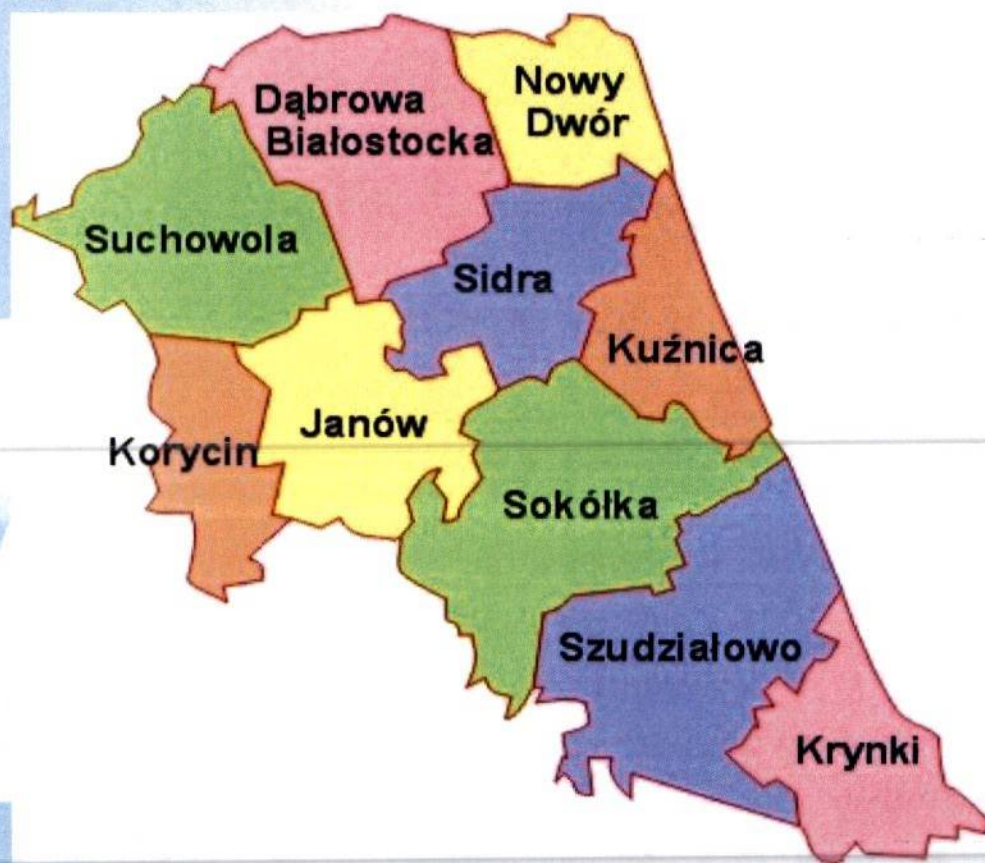 Nowy
Dwór
Dąbrowa
Białostocka
Suchowola
Sidra
Kuźnica
Janów
Korycin
Sokółka
Szudziałowo
Krynki